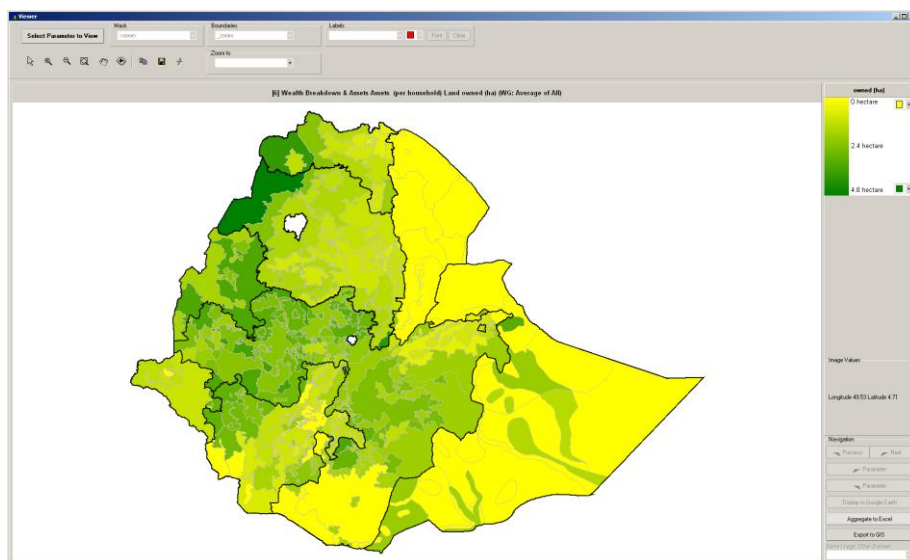 Viewer
Select Parameter to View
Mask
<none>
Boundaries
_zones
Labels
Font
Clear
Zoom to
[6] Wealth Breakdown & Assets Assets (per household) Land owned (ha) (WG: Average of All)
owned (ha)
0 hectare
2.4 hectare
4.8 hectare
Image Values
Longitude 49.53 Latitude 4.71
Navigation
Previous
Next
Parameter
Parameter
Display in Google Earth
Aggregate to Excel
Export to GIS